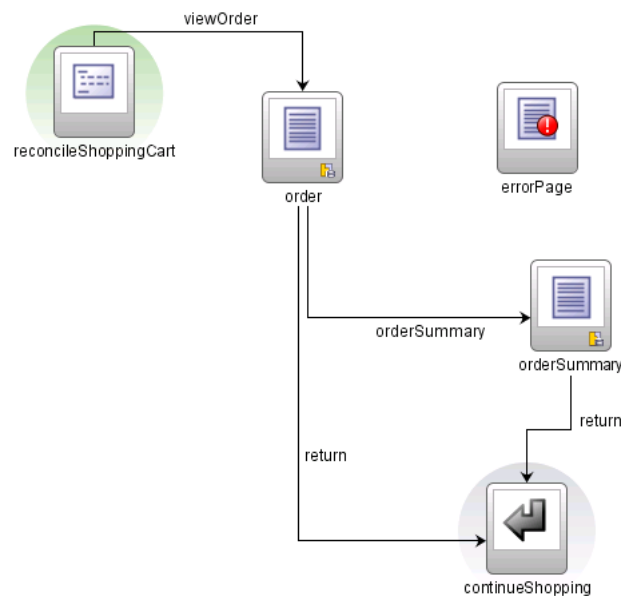 viewOrder
reconcileShoppingCart
order
errorPage
orderSummary
orderSummary
return
return
continueShopping